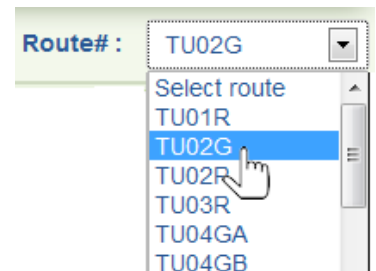 Route# : TU02G
Select route
TU01R
TU02G
TU02R
TU03R
TU04GA
TU04GB